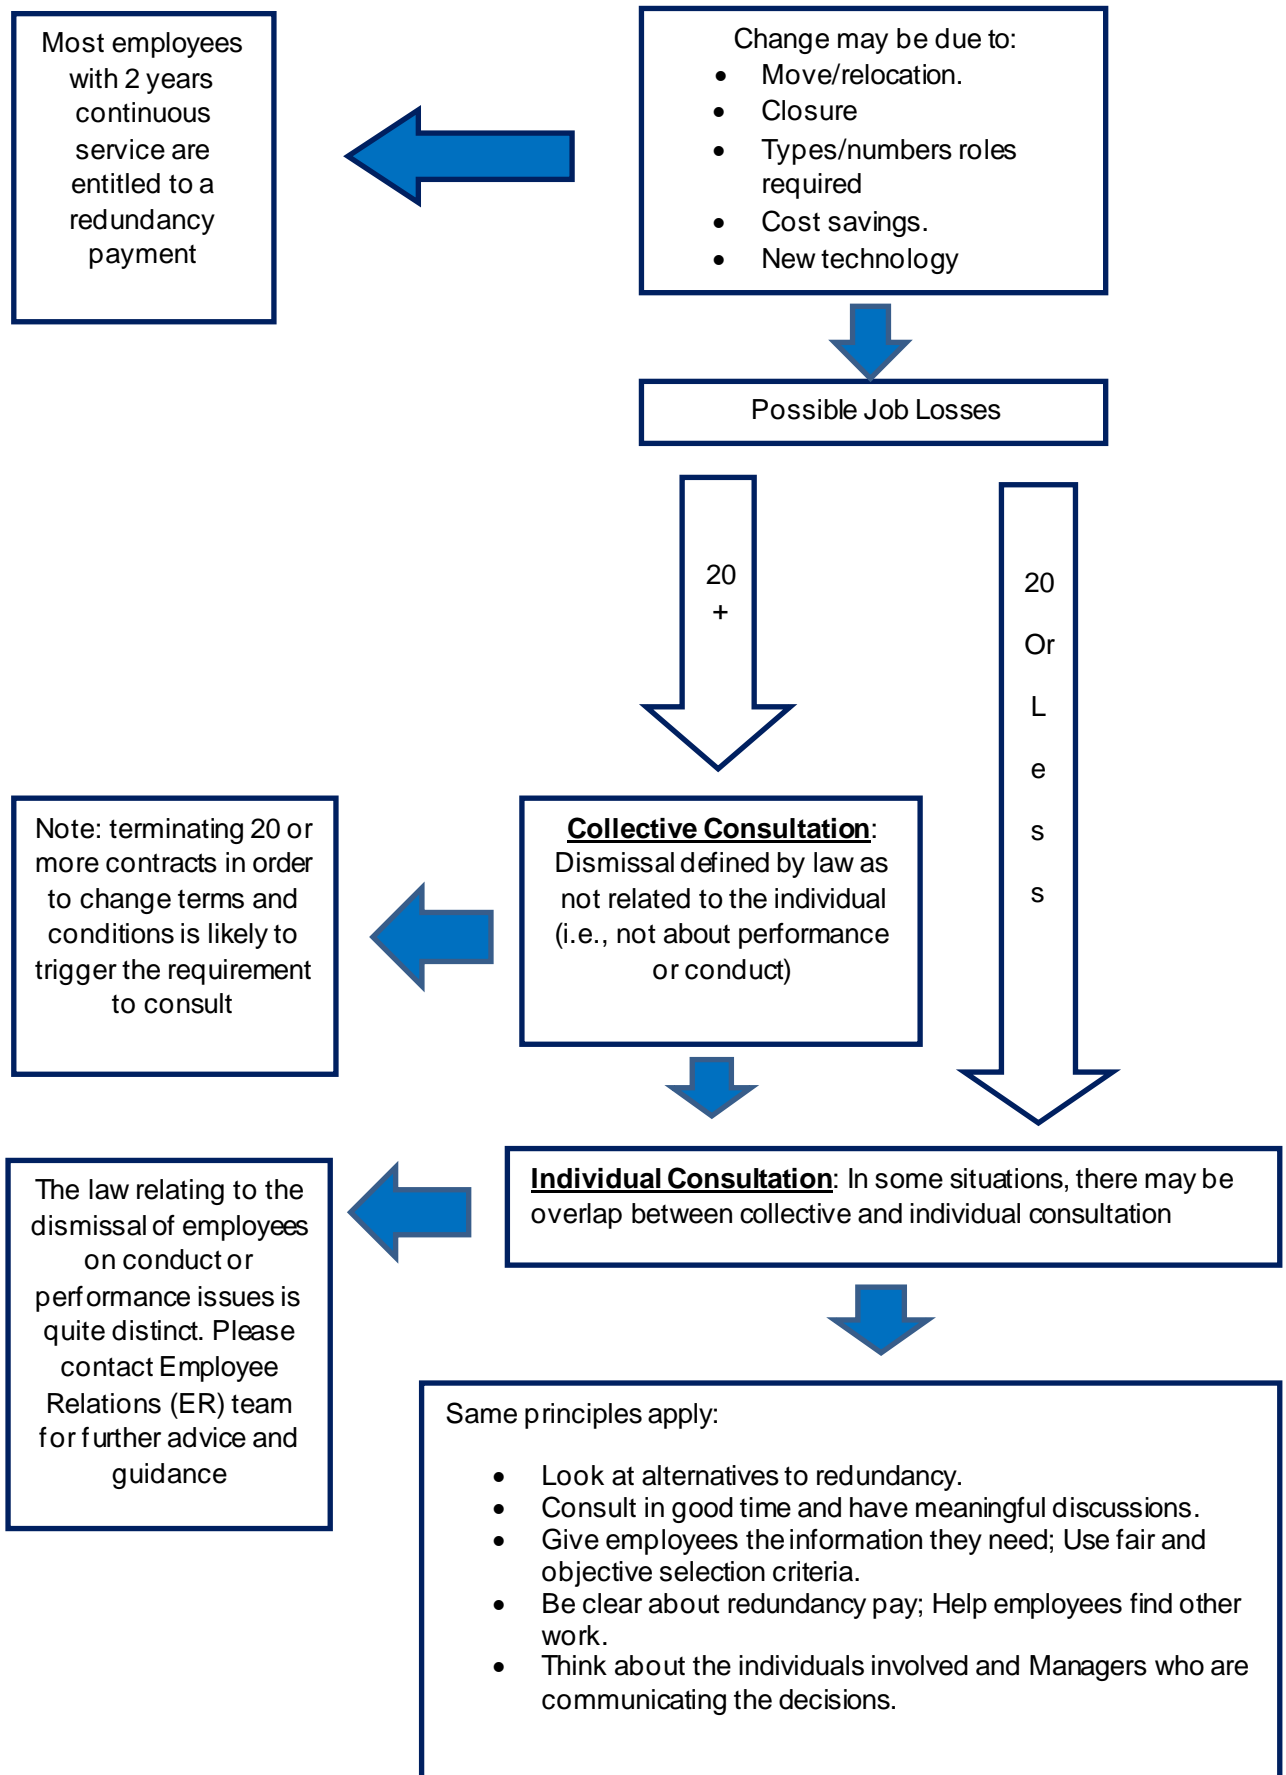 Most employees
with 2 years
continuous
service are
entitled to a
redundancy
payment
Change may be due to:
• Move/relocation.
• Closure
• Types/numbers roles
required
• Cost savings.
• New technology
Possible Job Losses
20
+
20
Or
L
e
s
s
Note: terminating 20 or
more contracts in order
to change terms and
conditions is likely to
trigger the requirement
to consult
Collective Consultation:
Dismissal defined by law as
not related to the individual
(i.e., not about performance
or conduct)
The law relating to the
dismissal of employees
on conduct or
performance issues is
quite distinct. Please
contact Employee
Relations (ER) team
for further advice and
guidance
Individual Consultation: In some situations, there may be
overlap between collective and individual consultation
Same principles apply:
• Look at alternatives to redundancy.
• Consult in good time and have meaningful discussions.
• Give employees the information they need; Use fair and
objective selection criteria.
• Be clear about redundancy pay; Help employees find other
work.
• Think about the individuals involved and Managers who are
communicating the decisions.